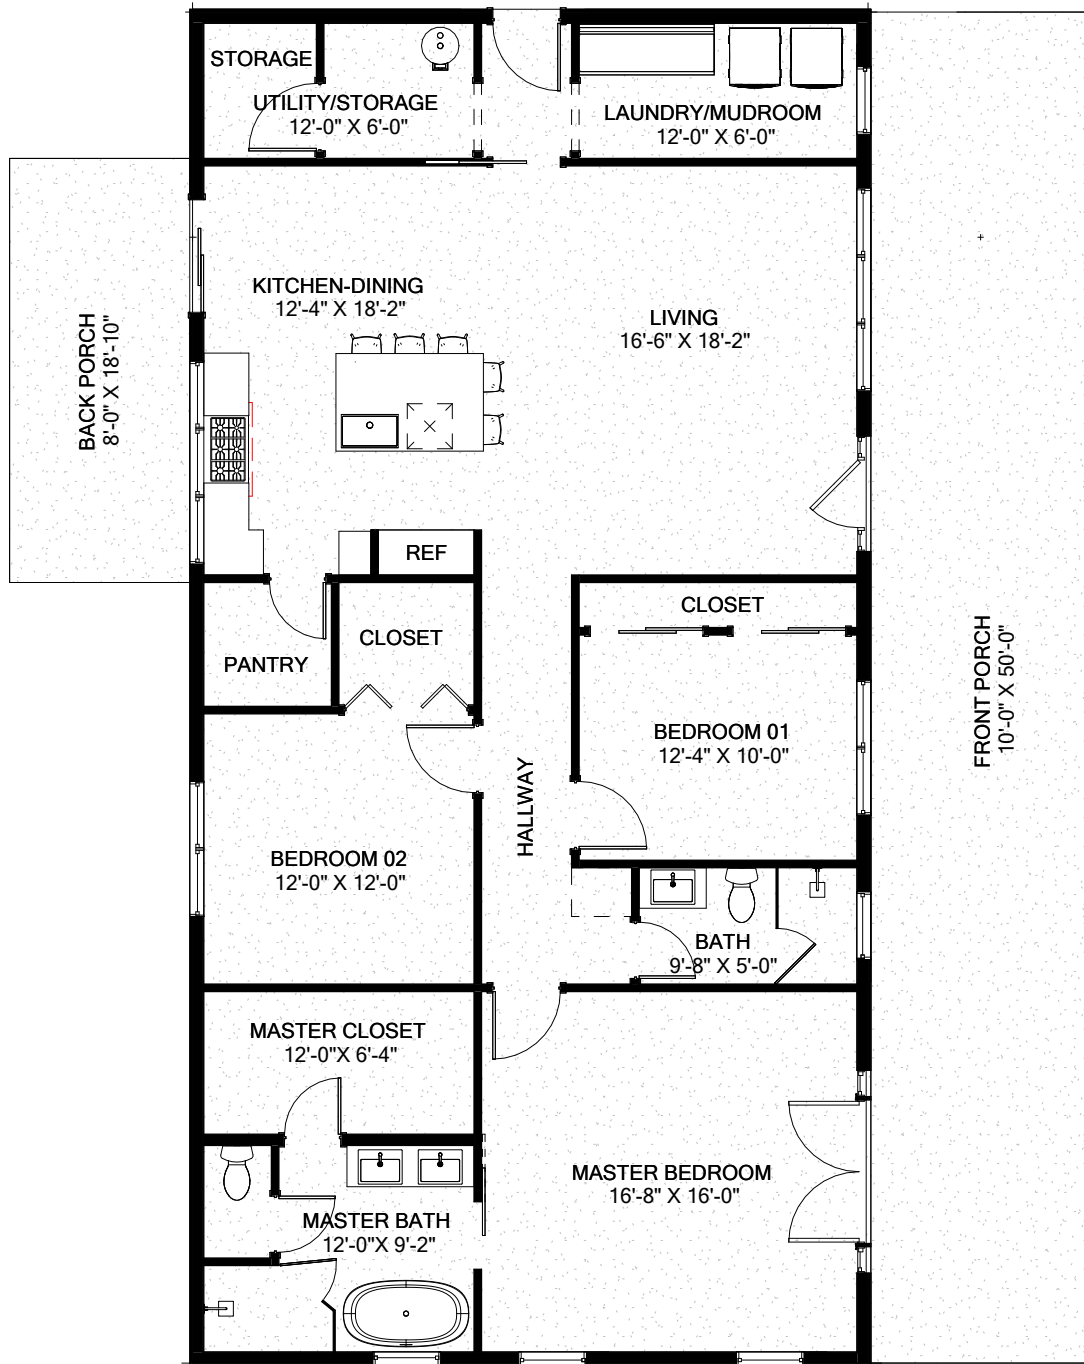 STORAGE
UTILITY/STORAGE
12'-0" X 6'-0"
LAUNDRY/MUDROOM
12'-0" X 6'-0"
KITCHEN-DINING
12'-4" X 18'-2"
LIVING
16'-6" X 18'-2"
BACK PORCH
8'-0" X 18'-10"
REF
CLOSET
CLOSET
PANTRY
FRONT PORCH
10'-0" X 50'-0"
BEDROOM 01
12'-4" X 10'-0"
HALLWAY
BEDROOM 02
12'-0" X 12'-0"
BATH
9'-8" X 5'-0"
MASTER CLOSET
12'-0"X 6'-4"
MASTER BEDROOM
16'-8" X 16'-0"
MASTER BATH
12'-0"X 9'-2"